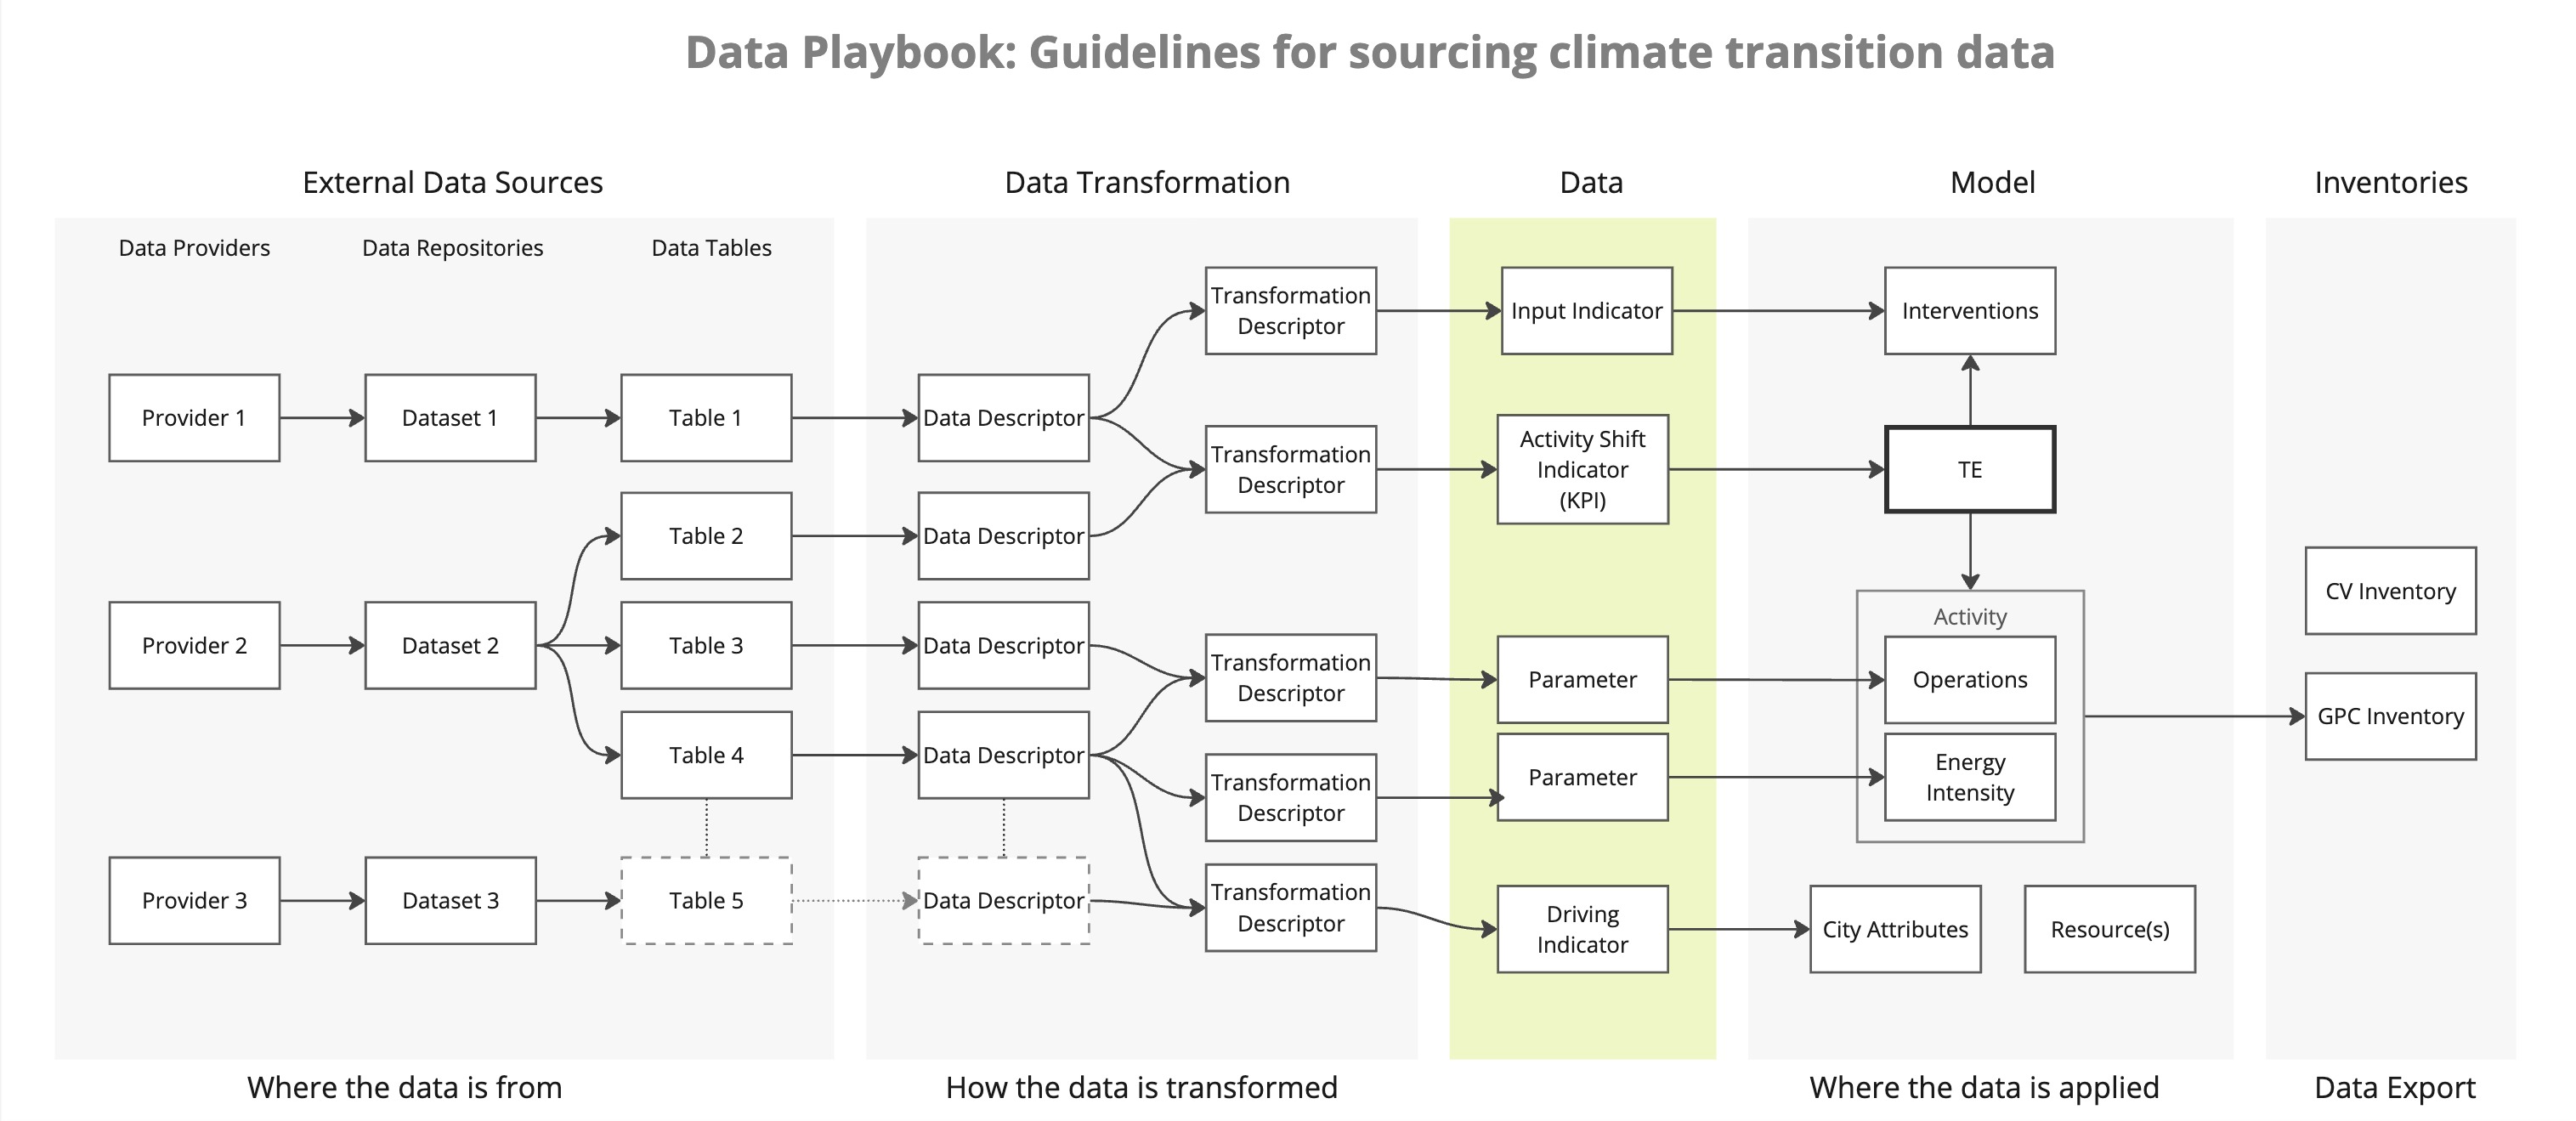 Data Playbook: Guidelines for sourcing climate transition data
External Data Sources
Data Transformation
Data
Model
Inventories
Data Providers
Data Repositories
Data Tables
Provider 1
Dataset 1
Table 1
Table 2
Provider 2
Dataset 2
Table 3
Table 4
Provider 3
Dataset 3
Table 5
Data Descriptor
Data Descriptor
Data Descriptor
Data Descriptor
Data Descriptor
Transformation
Descriptor
Transformation
Descriptor
Transformation
Descriptor
Transformation
Descriptor
Transformation
Descriptor
Input Indicator
Activity Shift
Indicator
(KPI)
Parameter
Parameter
Driving
Indicator
Interventions
TE
Activity
Operations
Energy
Intensity
City Attributes
Resource(s)
CV Inventory
GPC Inventory
Where the data is from
How the data is transformed
Where the data is applied
Data Export